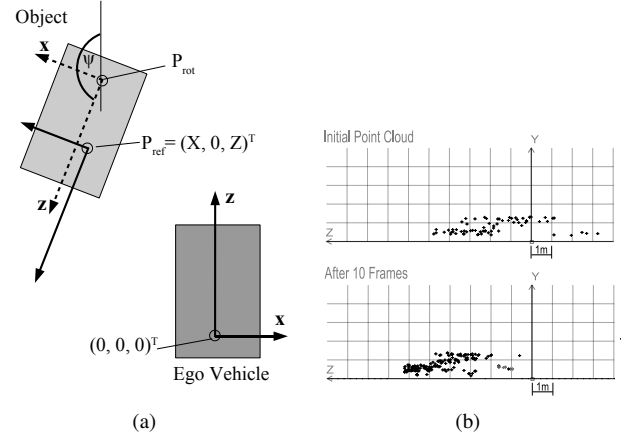 Object
x
ψ
P_rot
P_ref = (X, 0, Z)^T
z
z
x
(0, 0, 0)^T
Ego Vehicle
(a)
Initial Point Cloud
Y
Z
1m
After 10 Frames
Y
Z
1m
(b)